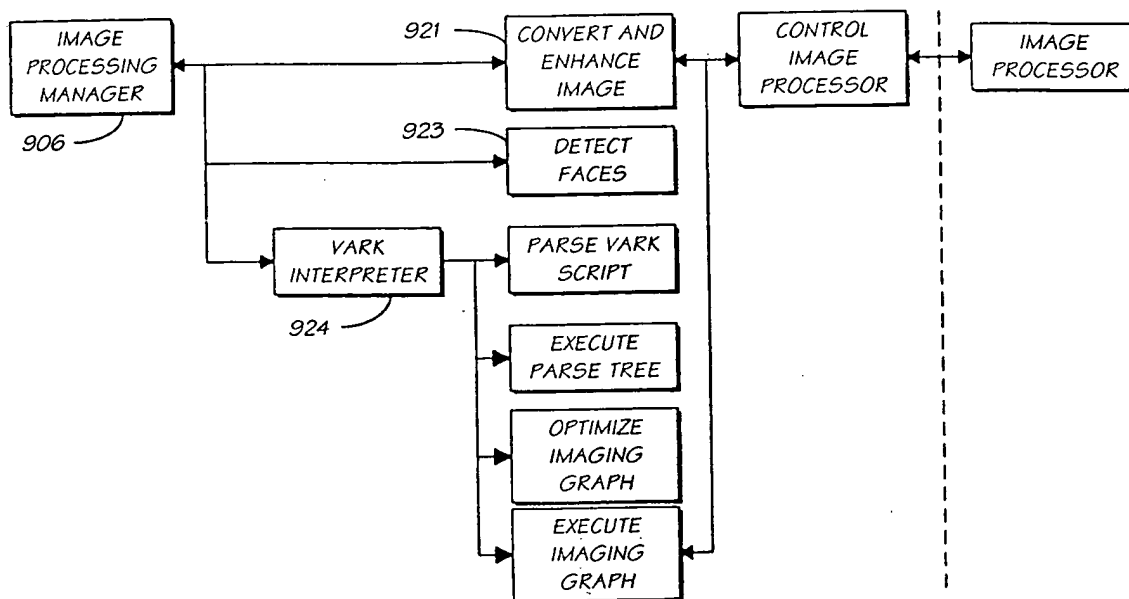 IMAGE
PROCESSING
MANAGER
906
921
CONVERT AND
ENHANCE
IMAGE
CONTROL
IMAGE
PROCESSOR
IMAGE
PROCESSOR
923
DETECT
FACES
VARK
INTERPRETER
924
PARSE VARK
SCRIPT
EXECUTE
PARSE TREE
OPTIMIZE
IMAGING
GRAPH
EXECUTE
IMAGING
GRAPH